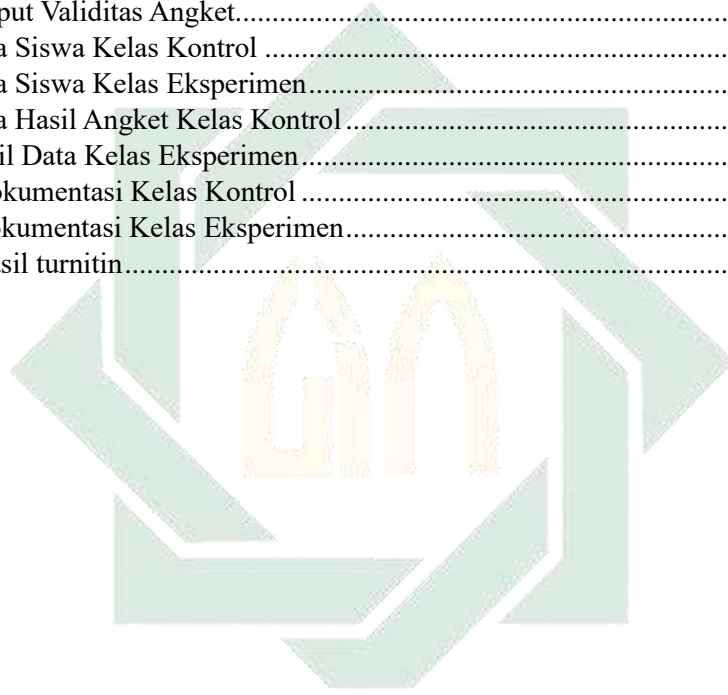 put Validitas Angket..........................................................................
a Siswa Kelas Kontrol ......................................................................
a Siswa Kelas Eksperimen................................................................
a Hasil Angket Kelas Kontrol...........................................................
il Data Kelas Eksperimen.................................................................
okumentasi Kelas Kontrol .................................................................
okumentasi Kelas Eksperimen...........................................................
sil turnitin.........................................................................................